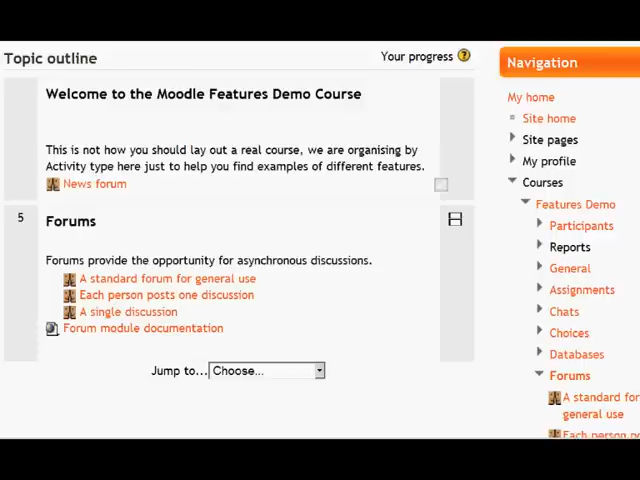 Topic outline
Your progress
Welcome to the Moodle Features Demo Course
This is not how you should lay out a real course, we are organising by
Activity type here just to help you find examples of different features.
News forum
5
Forums
Forums provide the opportunity for asynchronous discussions.
A standard forum for general use
Each person posts one discussion
A single discussion
Forum module documentation
Jump to... Choose...
Navigation
My home
Site home
Site pages
My profile
Courses
Features Demo
Participants
Reports
General
Assignments
Chats
Choices
Databases
Forums
A standard for
general use
Each person po